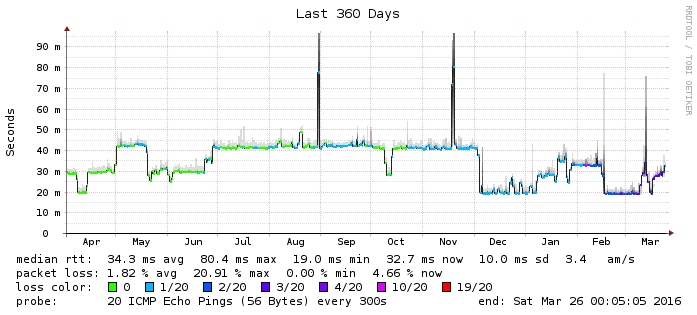 Last 360 Days
RRDTOOL / TOBI OETIKER
Seconds
90 m
80 m
70 m
60 m
50 m
40 m
30 m
20 m
10 m
0
Apr May Jun Jul Aug Sep Oct Nov Dec Jan Feb Mar
median rtt: 34.3 ms avg 80.4 ms max 19.0 ms min 32.7 ms now 10.0 ms sd 3.4 am/s
packet loss: 1.82 % avg 20.91 % max 0.00 % min 4.66 % now
loss color: 0 1/20 2/20 3/20 4/20 10/20 19/20
probe: 20 ICMP Echo Pings (56 Bytes) every 300s end: Sat Mar 26 00:05:05 2016